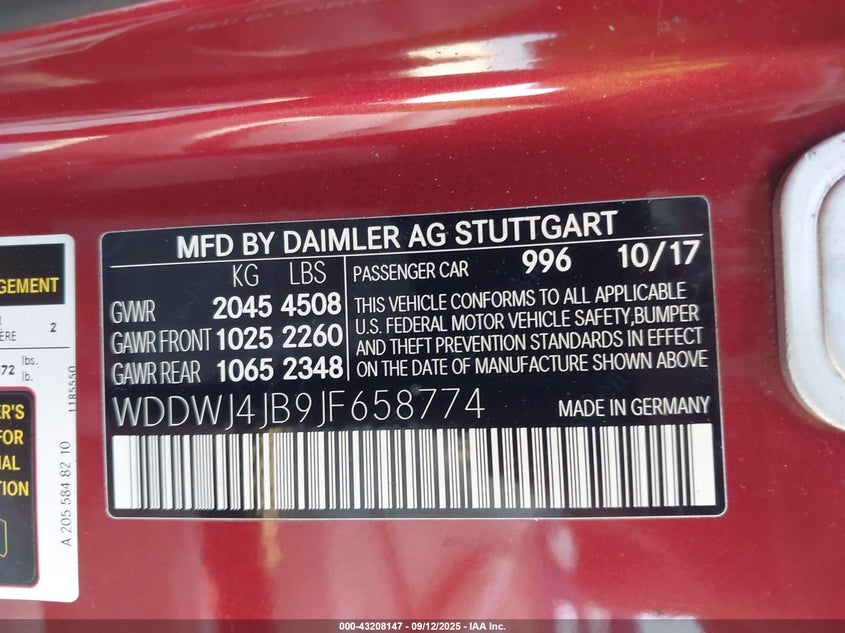 MFD BY DAIMLER AG STUTTGART
KG LBS
GVWR 2045 4508
GAWR FRONT 1025 2260
GAWR REAR 1065 2348
PASSENGER CAR 996 10/17
THIS VEHICLE CONFORMS TO ALL APPLICABLE
U.S. FEDERAL MOTOR VEHICLE SAFETY,BUMPER
AND THEFT PREVENTION STANDARDS IN EFFECT
ON THE DATE OF MANUFACTURE SHOWN ABOVE
WDDWJ4JB9JF658774
MADE IN GERMANY
GEMENT
ÈRE 2
72 lbs.
lb.
ER'S
FOR
IAL
TION
1185550
A 205 584 82 10
000-43208147 - 09/12/2025 - IAA Inc.